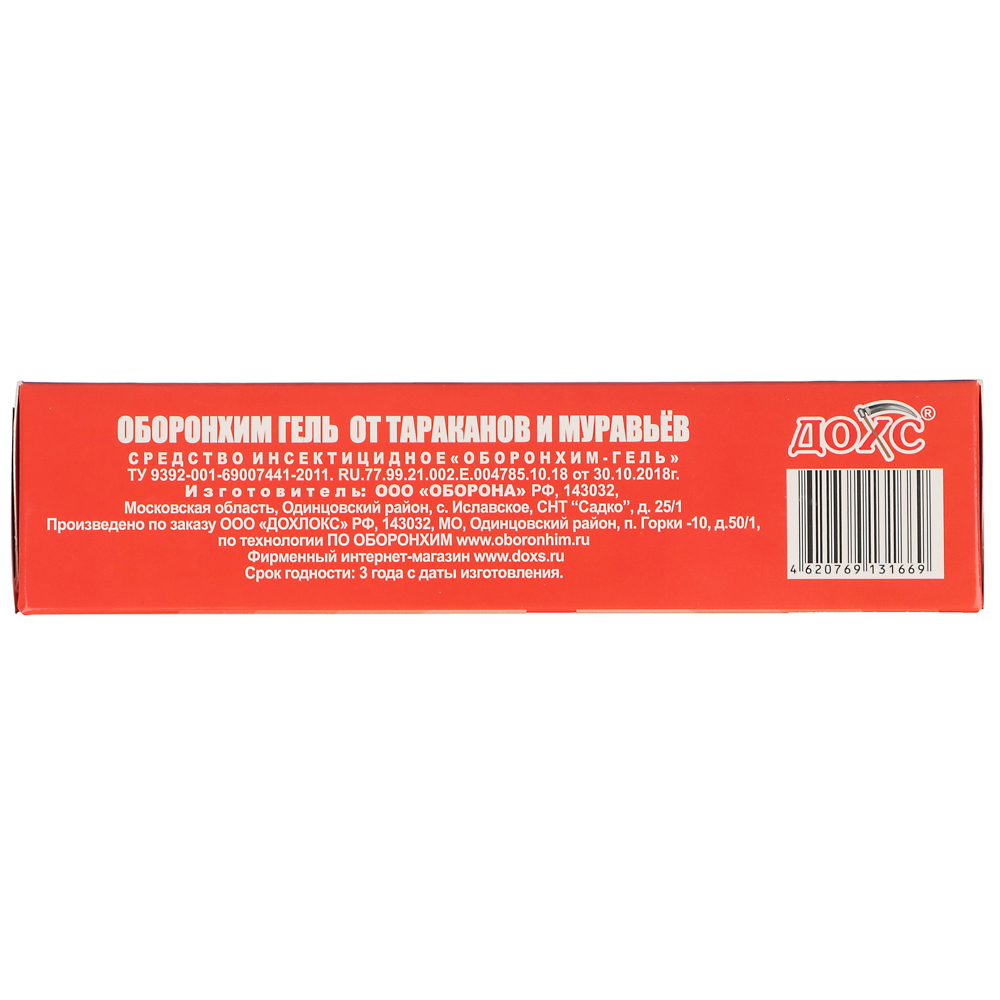 ОБОРОНХИМ ГЕЛЬ ОТ ТАРАКАНОВ И МУРАВЬЁВ
СРЕДСТВО ИНСЕКТИЦИДНОЕ «ОБОРОНХИМ-ГЕЛЬ»
ТУ 9392-001-69007441-2011. RU.77.99.21.002.Е.004785.10.18 от 30.10.2018г.
Изготовитель: ООО «ОБОРОНА» РФ, 143032,
Московская область, Одинцовский район, с. Иславское, СНТ “Садко”, д. 25/1
Произведено по заказу ООО «ДОХЛОКС» РФ, 143032, МО, Одинцовский район, п. Горки -10, д.50/1,
по технологии ПО ОБОРОНХИМ www.oboronhim.ru
Фирменный интернет-магазин www.doxs.ru
Срок годности: 3 года с даты изготовления.
ДОХС®
4 620769 131669